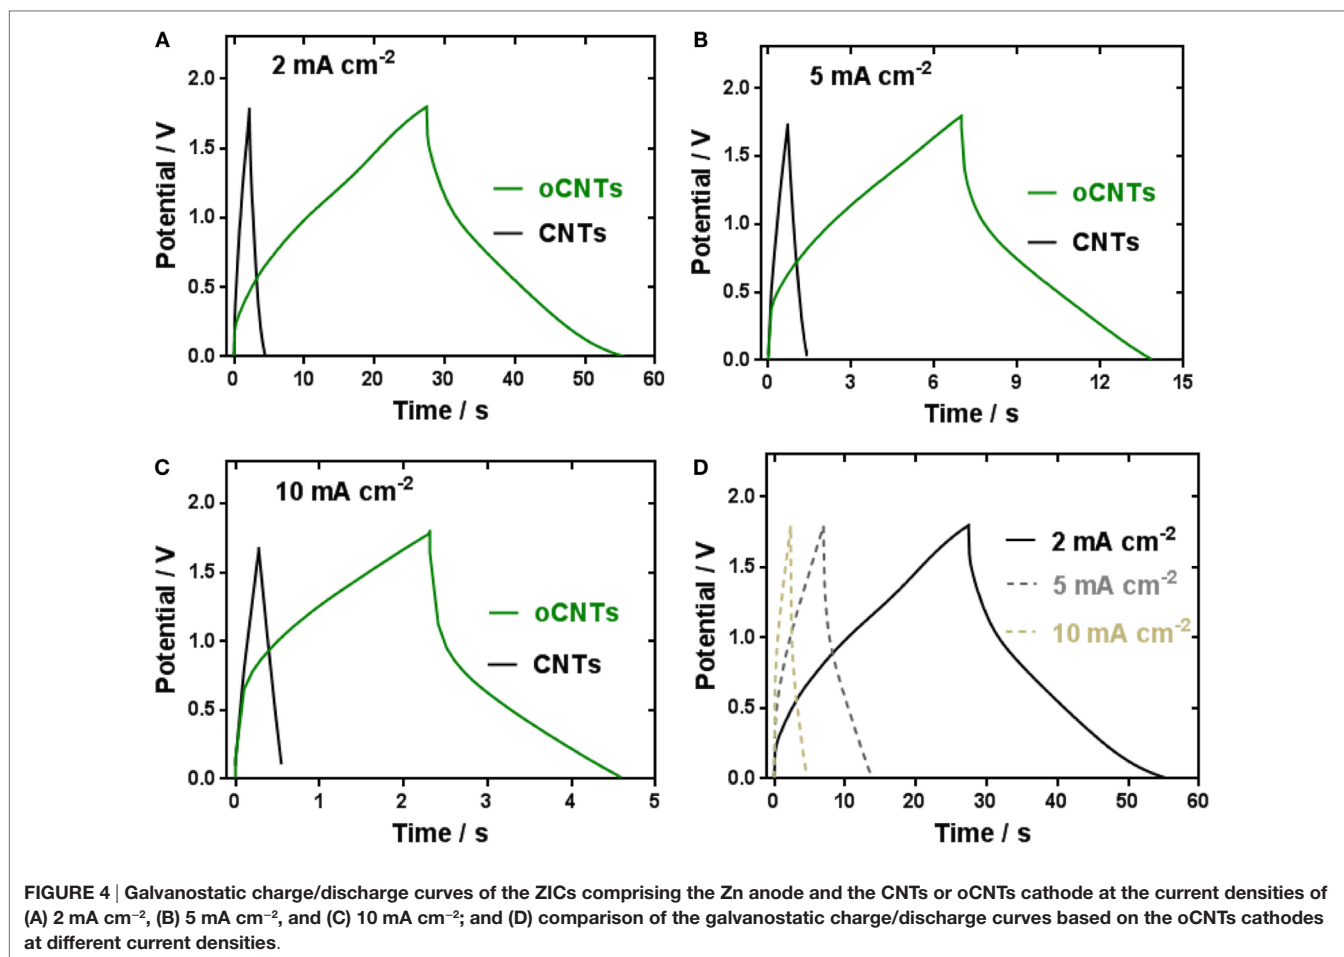 A
2 mA cm⁻²
2.0
1.5
1.0
0.5
0.0
Potential / V
oCNTs
CNTs
0 10 20 30 40 50 60
Time / s
B
5 mA cm⁻²
2.0
1.5
1.0
0.5
0.0
Potential / V
oCNTs
CNTs
0 3 6 9 12 15
Time / s
C
10 mA cm⁻²
2.0
1.5
1.0
0.5
0.0
Potential / V
oCNTs
CNTs
0 1 2 3 4 5
Time / s
D
2.0
1.5
1.0
0.5
0.0
Potential / V
2 mA cm⁻²
5 mA cm⁻²
10 mA cm⁻²
0 10 20 30 40 50 60
Time / s
FIGURE 4 | Galvanostatic charge/discharge curves of the ZICs comprising the Zn anode and the CNTs or oCNTs cathode at the current densities of
(A) 2 mA cm⁻², (B) 5 mA cm⁻², and (C) 10 mA cm⁻²; and (D) comparison of the galvanostatic charge/discharge curves based on the oCNTs cathodes
at different current densities.